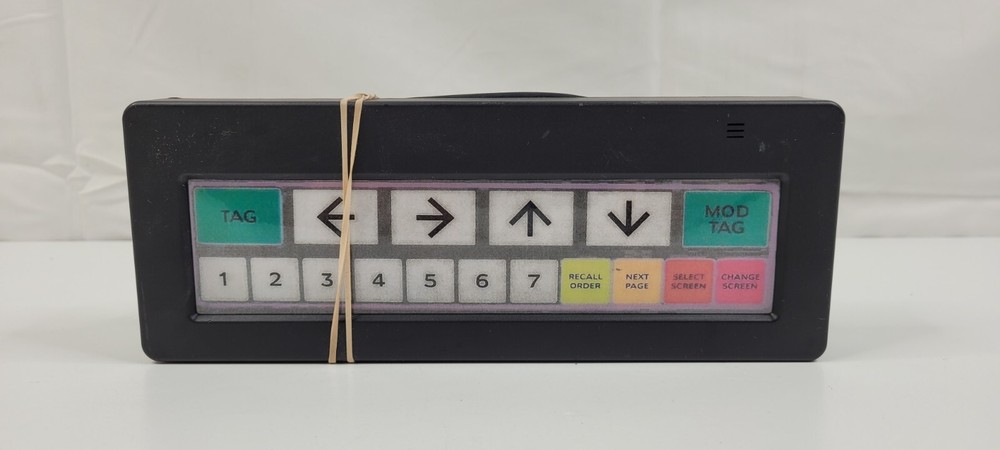 TAG
← → ↑ ↓
MOD
TAG
1 2 3 4 5 6 7
RECALL
ORDER
NEXT
PAGE
SELECT
SCREEN
CHANGE
SCREEN